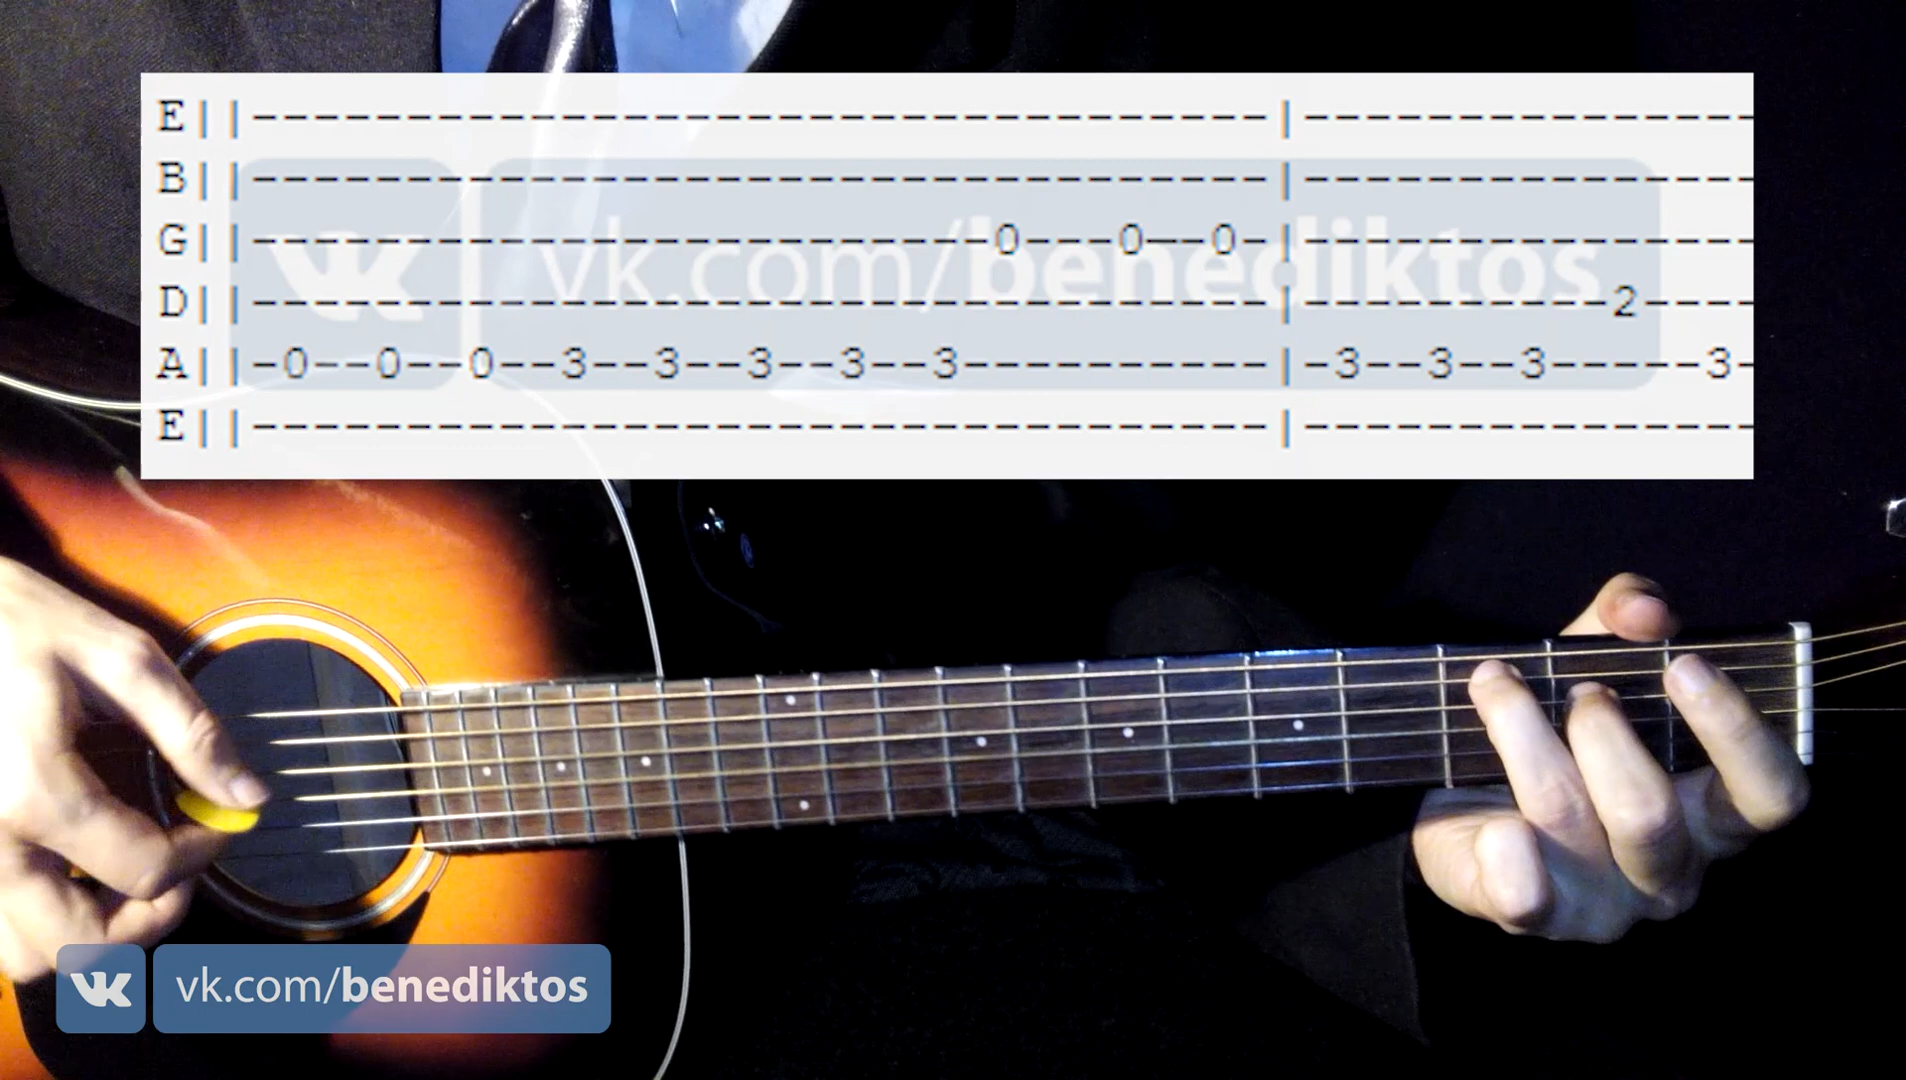 E||---------------------------------|---------------
B||---------------------------------|---------------
G||------------------------0---0--0-|---------------
D||---------------------------------|----------2----
A||-0--0--0--3--3--3--3--3----------|-3--3--3-----3-
E||---------------------------------|---------------
vk.com/benediktos
vk.com/benediktos